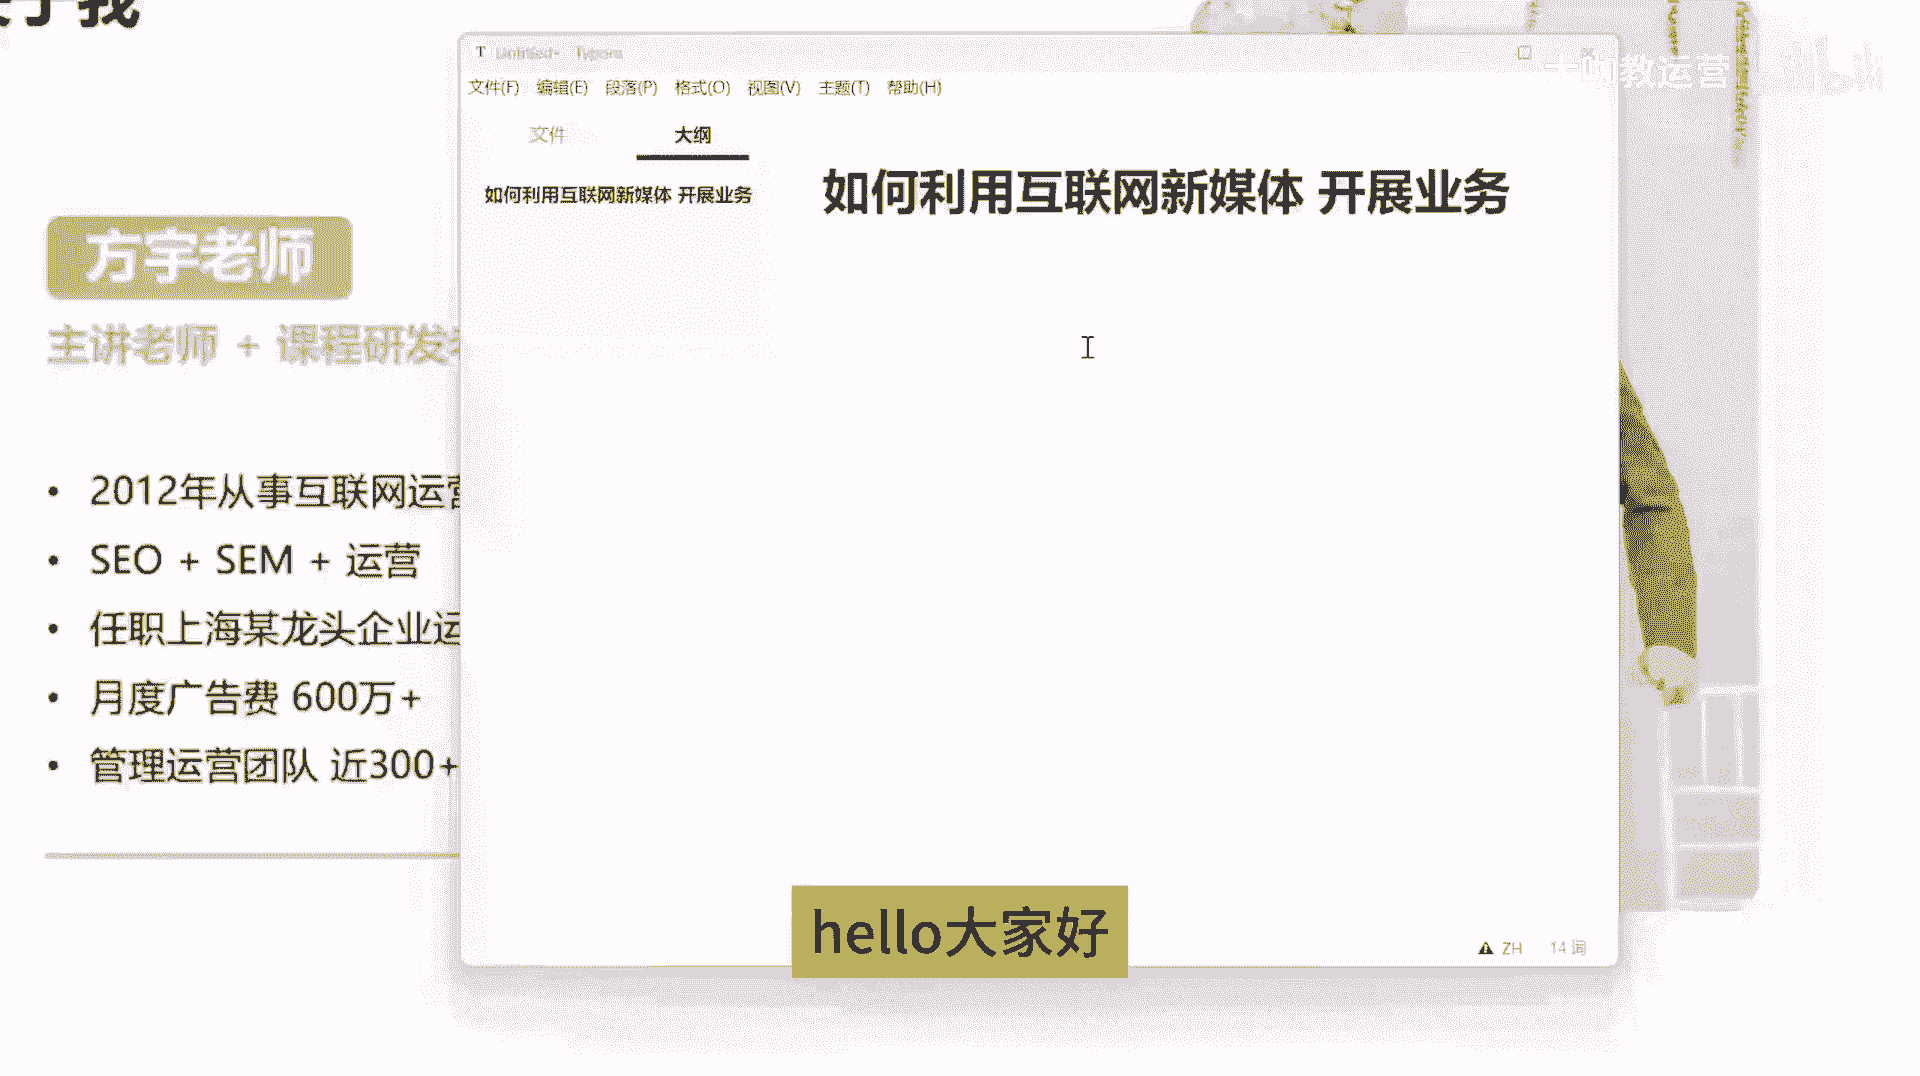 于我
Untitled• Typora
大咖教运营 bilibili
文件(F) 编辑(E) 段落(P) 格式(O) 视图(V) 主题(T) 帮助(H)
文件 大纲
如何利用互联网新媒体 开展业务
如何利用互联网新媒体 开展业务
方宇老师
主讲老师 + 课程研发
2012年从事互联网运营
SEO + SEM + 运营
任职上海某龙头企业运
月度广告费 600万+
管理运营团队 近300+
hello大家好
ZH 14 词